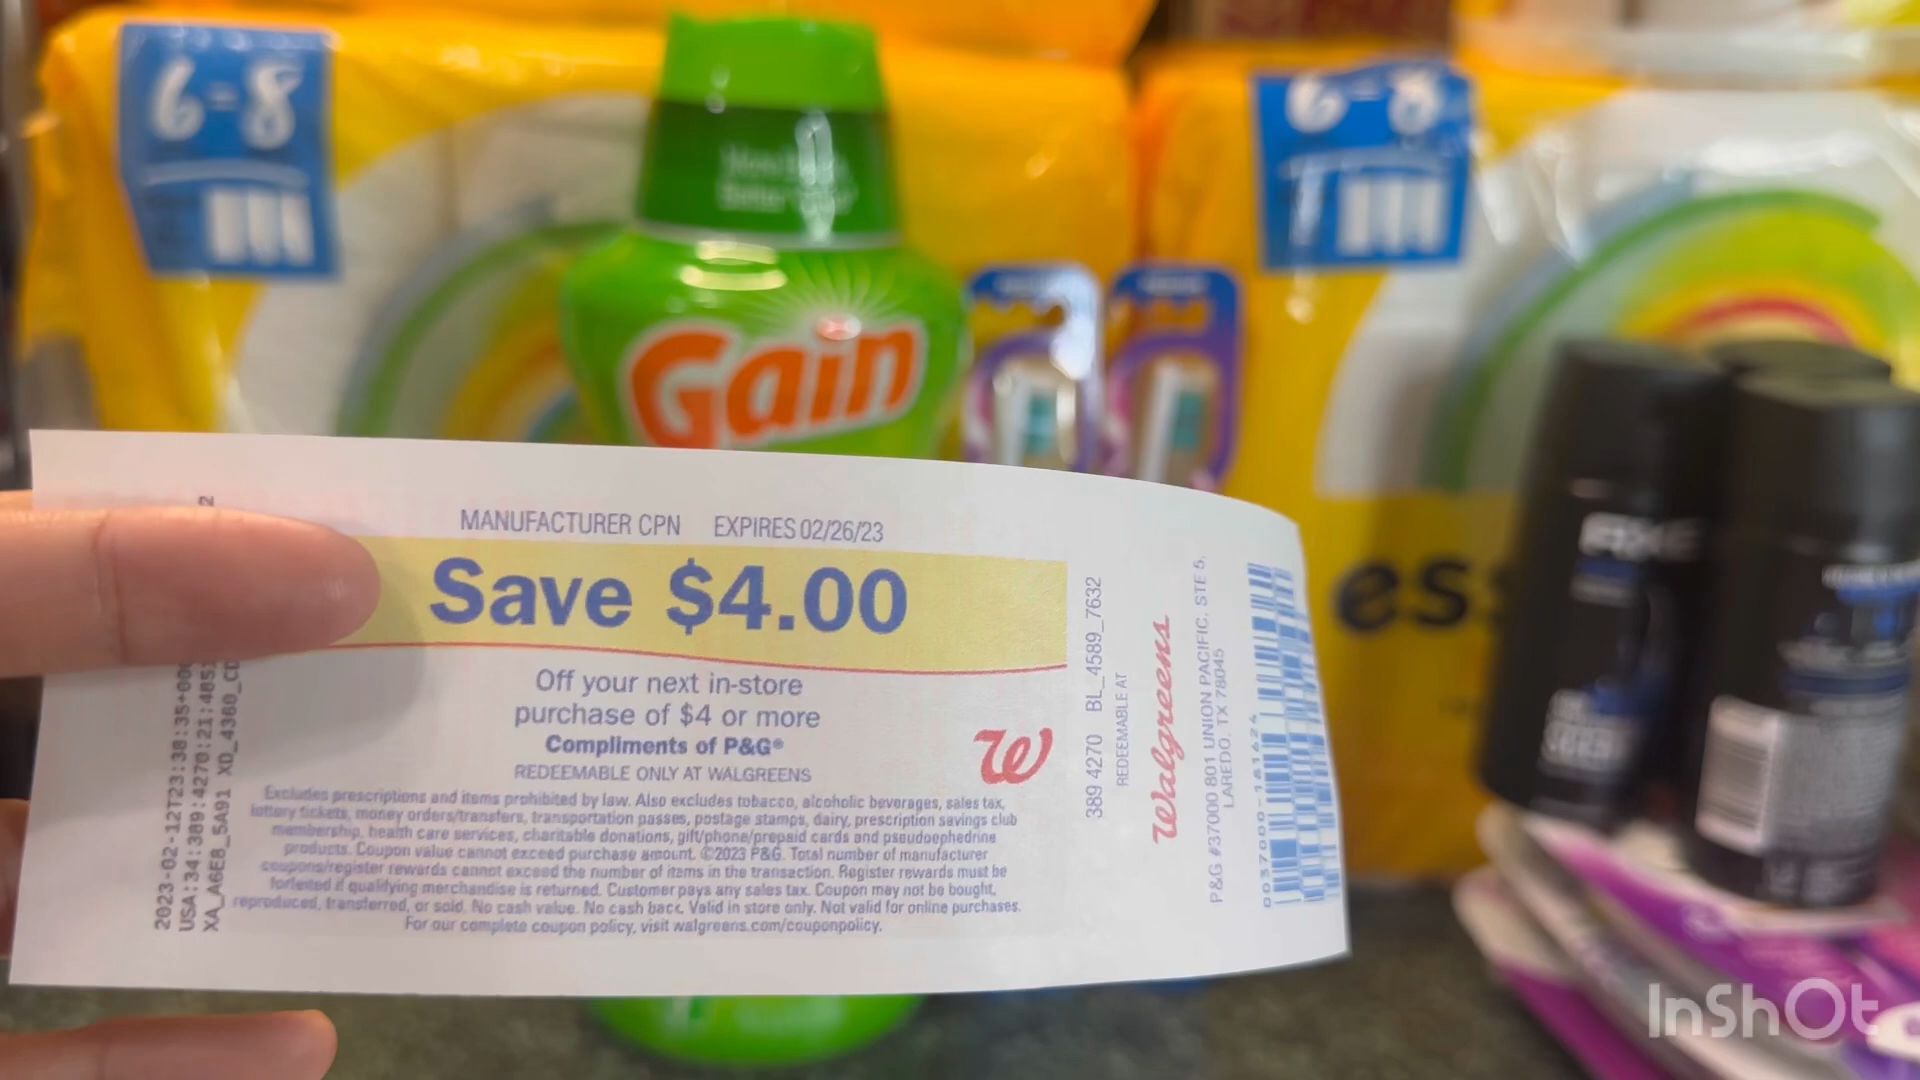 6-8
6-8
Gain
MANUFACTURER CPN EXPIRES 02/26/23
Save $4.00
Off your next in-store
purchase of $4 or more
Compliments of P&G®
REDEEMABLE ONLY AT WALGREENS
W
Excludes prescriptions and items prohibited by law. Also excludes tobacco, alcoholic beverages, sales tax,
lottery tickets, money orders/transfers, transportation passes, postage stamps, dairy, prescription savings club
membership, health care services, charitable donations, gift/phone/prepaid cards and pseudoephedrine
products. Coupon value cannot exceed purchase amount. ©2023 P&G. Total number of manufacturer
coupons/register rewards cannot exceed the number of items in the transaction. Register rewards must be
forfeited if qualifying merchandise is returned. Customer pays any sales tax. Coupon may not be bought,
reproduced, transferred, or sold. No cash value. No cash back. Valid in store only. Not valid for online purchases.
For our complete coupon policy, visit walgreens.com/couponpolicy.
389 4270 BL_4589_7632
REDEEMABLE AT
Walgreens
P&G #37000 801 UNION PACIFIC, STE 5,
LAREDO, TX 78045
AXE
InShOt